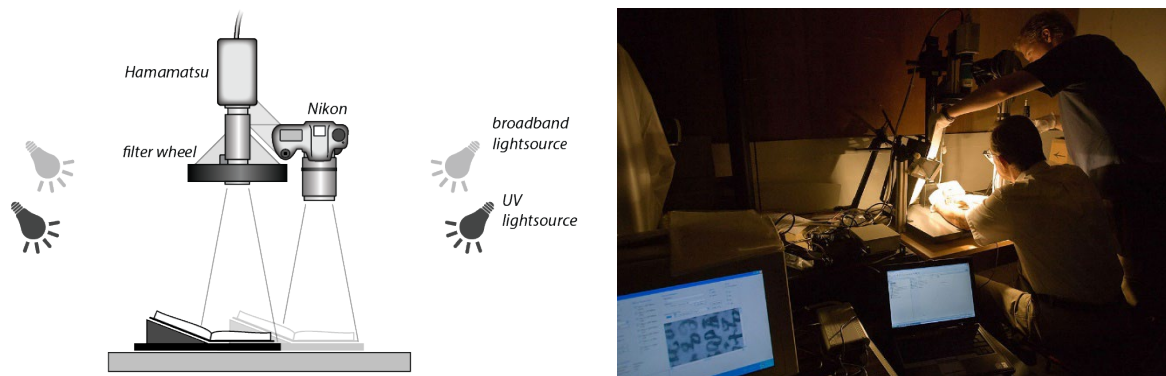 Hamamatsu
Nikon
filter wheel
broadband
lightsource
UV
lightsource